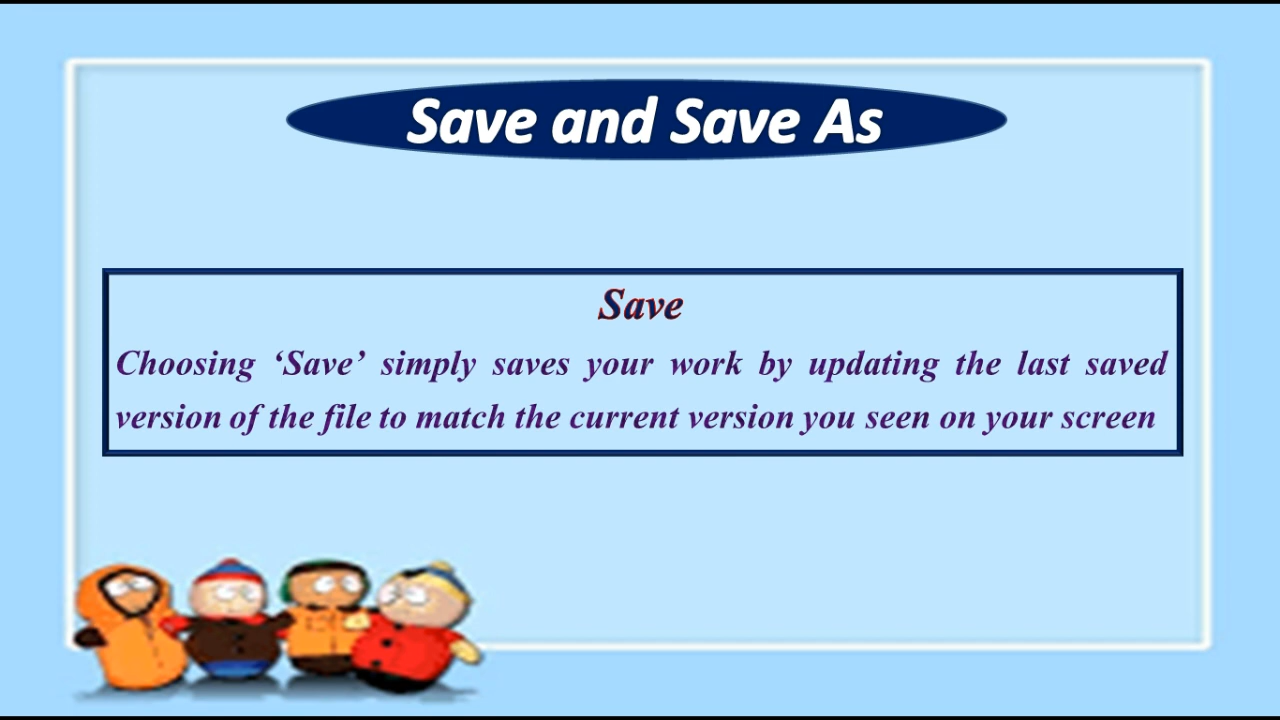 Save and Save As
Save
Choosing ‘Save’ simply saves your work by updating the last saved
version of the file to match the current version you seen on your screen